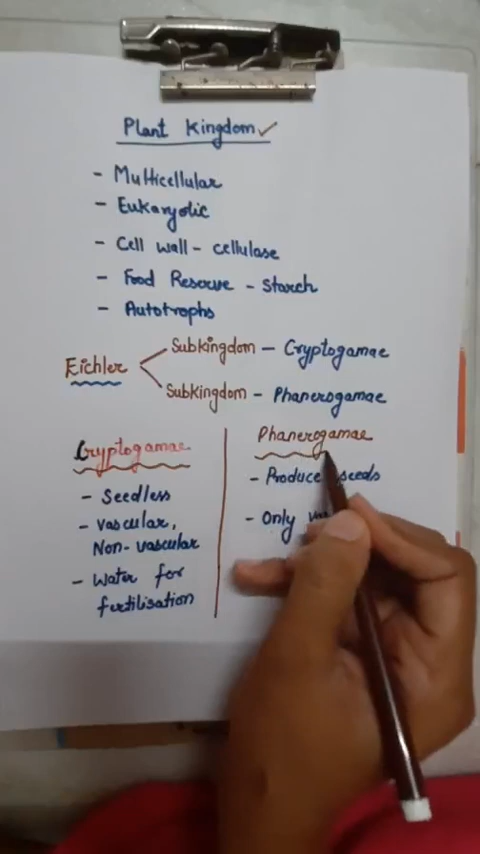 Plant Kingdom
- Multicellular
- Eukaryotic
- Cell wall - cellulase
- Food Reserve - Starch
- Autotrophs
Eichler
Subkingdom - Cryptogamae
Subkingdom - Phanerogamae
Cryptogamae
- Seedless
- Vascular,
Non-vascular
- Water for
fertilisation
Phanerogamae
- Produce seeds
- Only